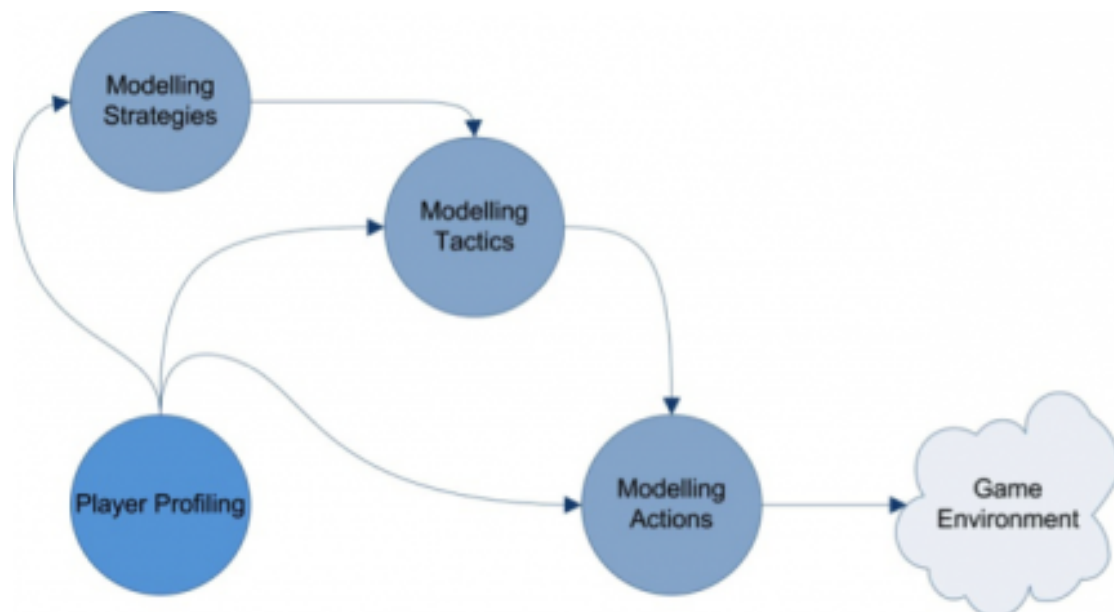 Modelling
Strategies
Modelling
Tactics
Player Profiling
Modelling
Actions
Game
Environment